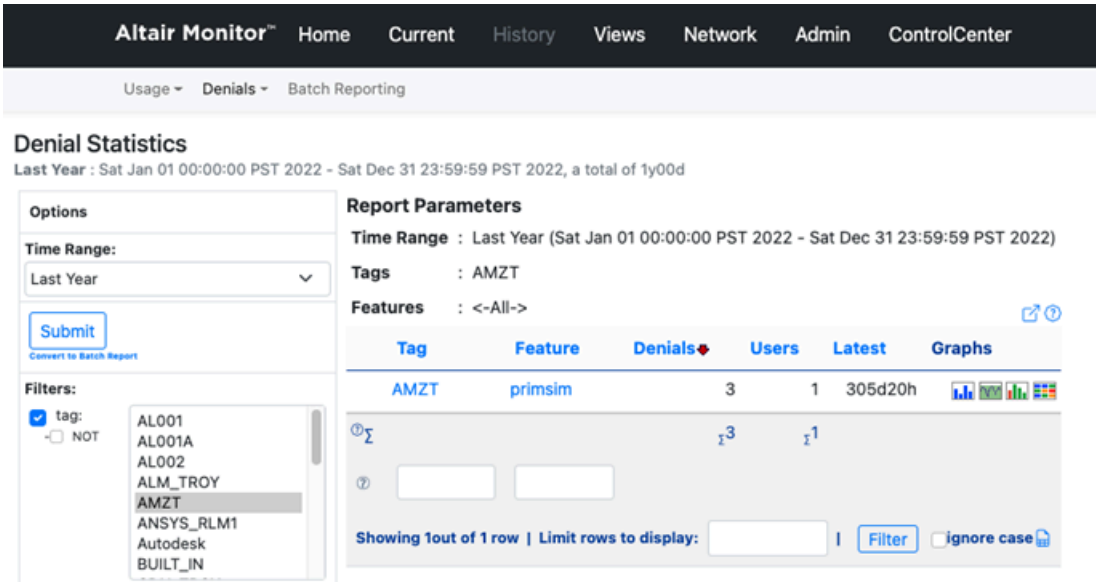 Altair Monitor™ Home Current History Views Network Admin ControlCenter
Usage Denials Batch Reporting
Denial Statistics
Last Year : Sat Jan 01 00:00:00 PST 2022 - Sat Dec 31 23:59:59 PST 2022, a total of 1y00d
Options
Time Range:
Last Year
Submit
Convert to Batch Report
Filters:
tag:
- NOT
AL001
AL001A
AL002
ALM_TROY
AMZT
ANSYS_RLM1
Autodesk
BUILT_IN
Report Parameters
Time Range : Last Year (Sat Jan 01 00:00:00 PST 2022 - Sat Dec 31 23:59:59 PST 2022)
Tags : AMZT
Features : <-All->
Tag Feature Denials Users Latest Graphs
AMZT primsim 3 1 305d20h
?Σ Σ3 Σ1
?
Showing 1out of 1 row | Limit rows to display: | Filter ignore case